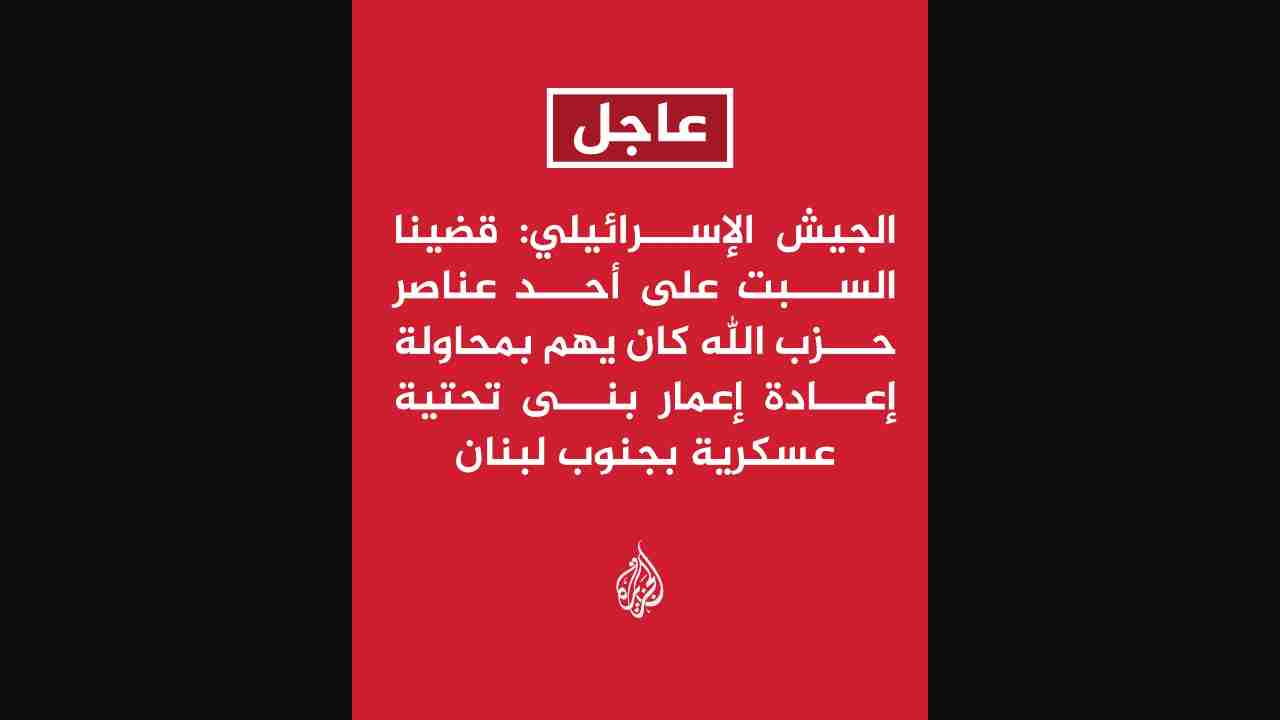 عاجل
الجيش الإسرائيلي: قضينا
السبت على أحد عناصر
حزب الله كان يهم بمحاولة
إعادة إعمار بنى تحتية
عسكرية بجنوب لبنان
الجزيرة